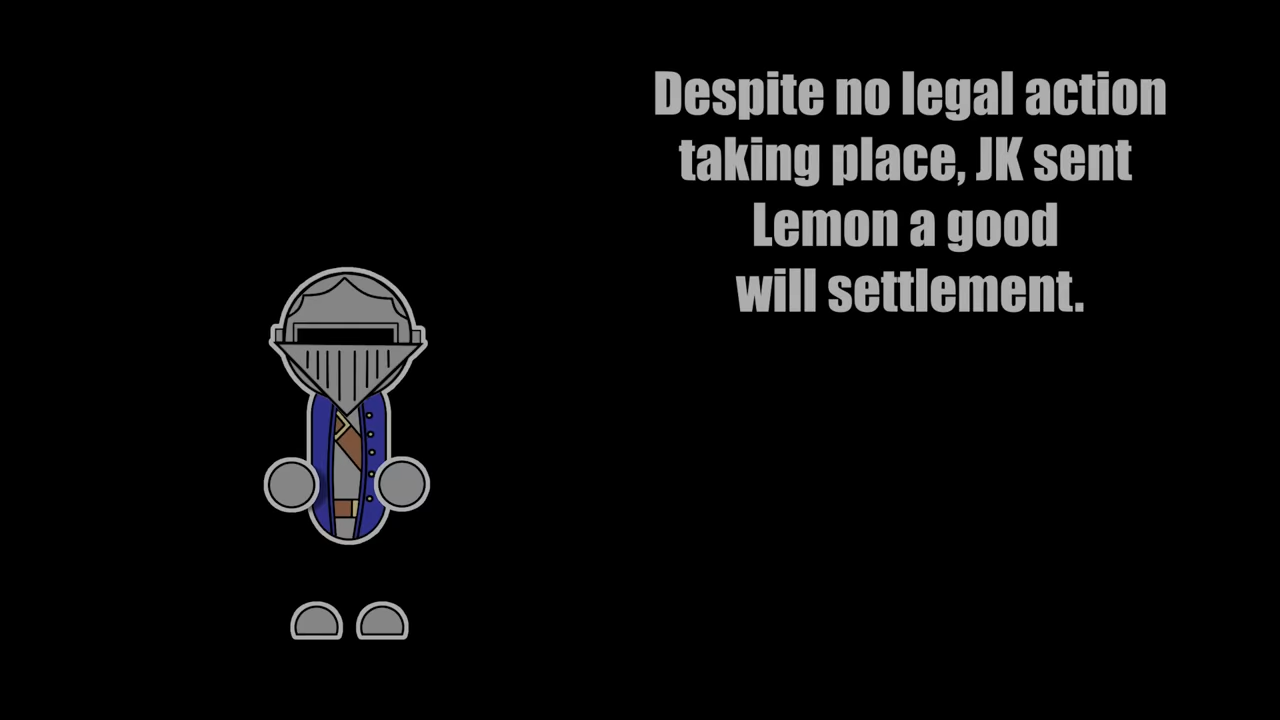 Despite no legal action
taking place, JK sent
Lemon a good
will settlement.